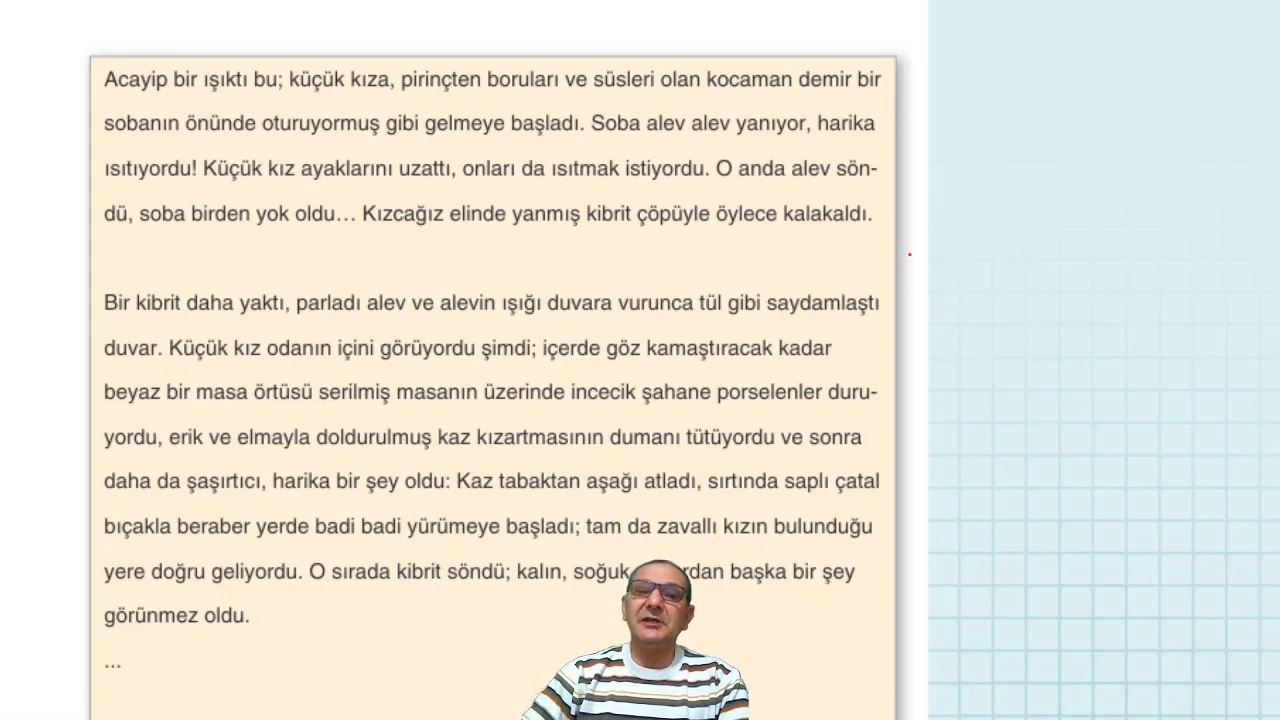 Acayip bir ışıktı bu; küçük kıza, pirinçten boruları ve süsleri olan kocaman demir bir
sobanın önünde oturuyormuş gibi gelmeye başladı. Soba alev alev yanıyor, harika
ısıtıyordu! Küçük kız ayaklarını uzattı, onları da ısıtmak istiyordu. O anda alev sön-
dü, soba birden yok oldu… Kızcağız elinde yanmış kibrit çöpüyle öylece kalakaldı.
Bir kibrit daha yaktı, parladı alev ve alevin ışığı duvara vurunca tül gibi saydamlaştı
duvar. Küçük kız odanın içini görüyordu şimdi; içerde göz kamaştıracak kadar
beyaz bir masa örtüsü serilmiş masanın üzerinde incecik şahane porselenler duru-
yordu, erik ve elmayla doldurulmuş kaz kızartmasının dumanı tütüyordu ve sonra
daha da şaşırtıcı, harika bir şey oldu: Kaz tabaktan aşağı atladı, sırtında saplı çatal
bıçakla beraber yerde badi badi yürümeye başladı; tam da zavallı kızın bulunduğu
yere doğru geliyordu. O sırada kibrit söndü; kalın, soğuk başka bir şey
görünmez oldu.
...